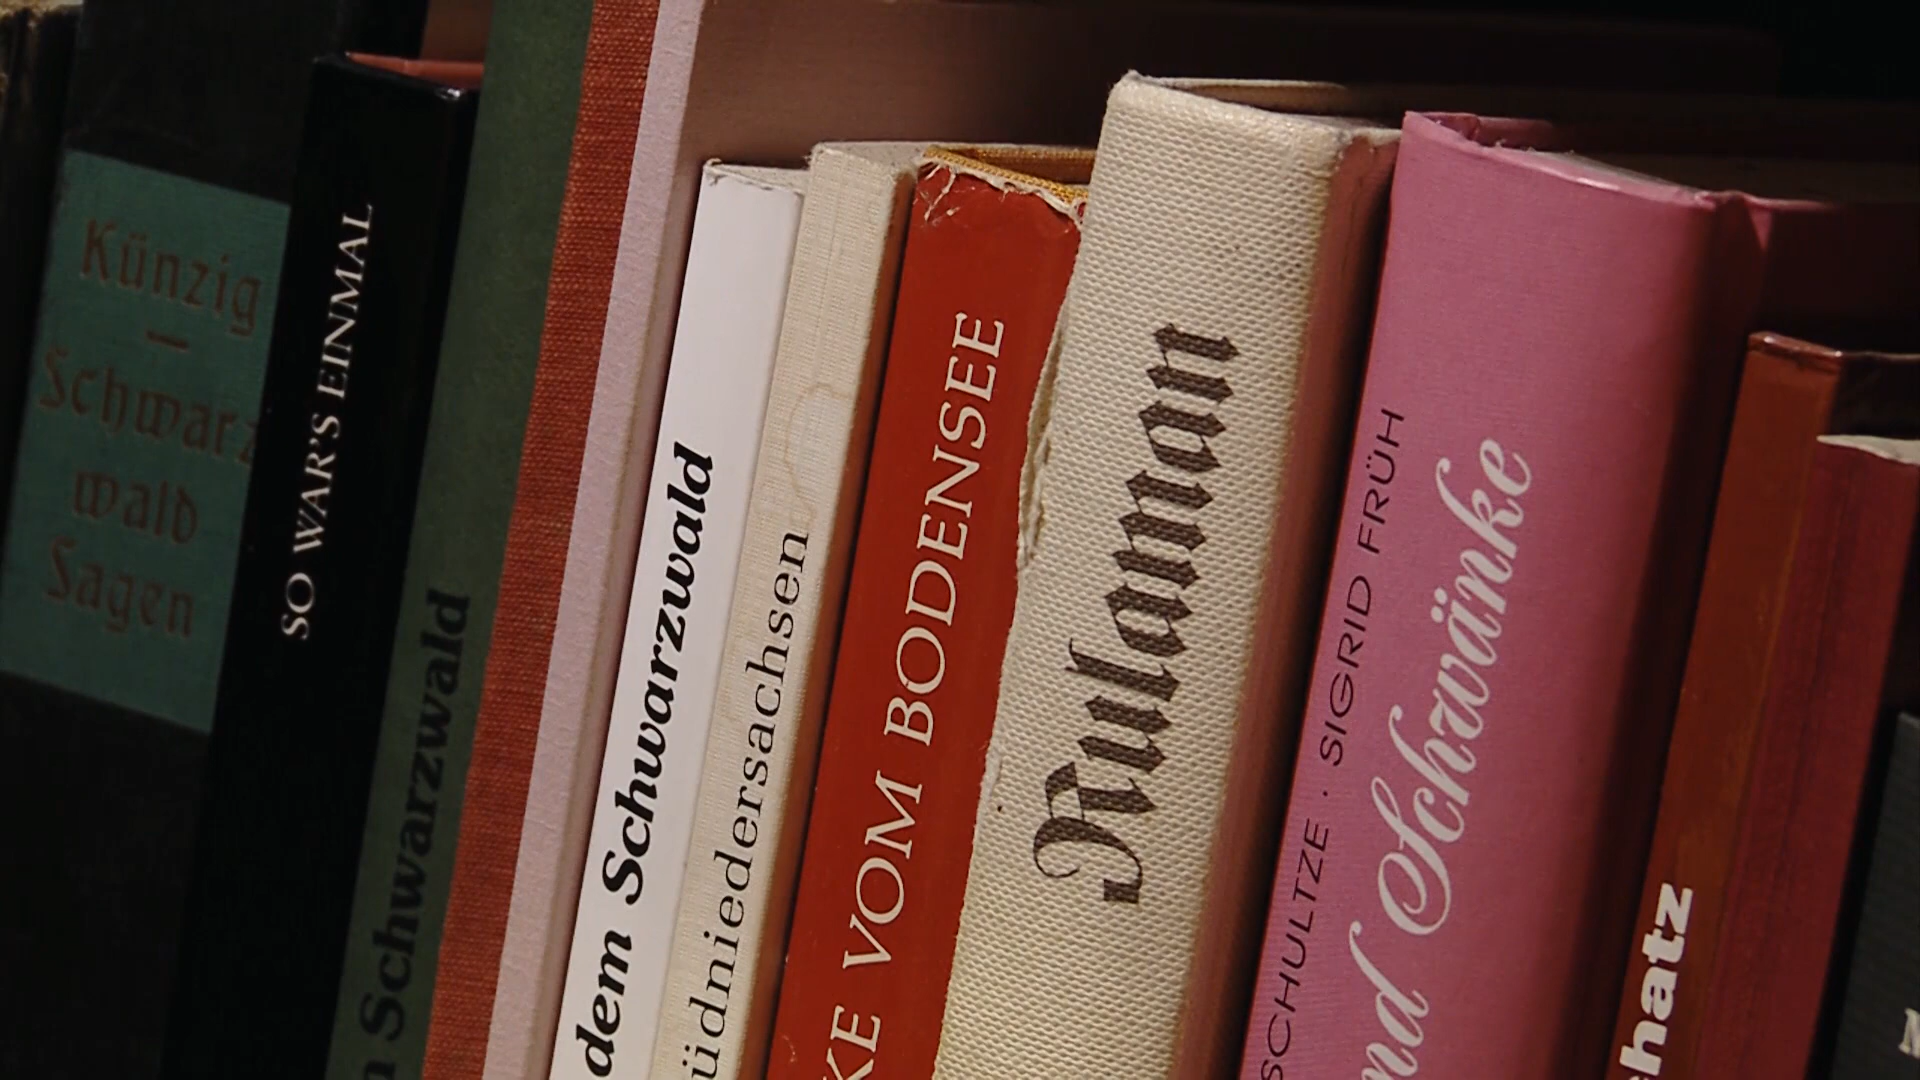 Künzig
–
Schwarz
wald
Sagen
SO WAR'S EINMAL
n Schwarzwald
dem Schwarzwald
üdniedersachsen
KE VOM BODENSEE
Rulaman
SCHULTZE · SIGRID FRÜH
nd Schwänke
chatz